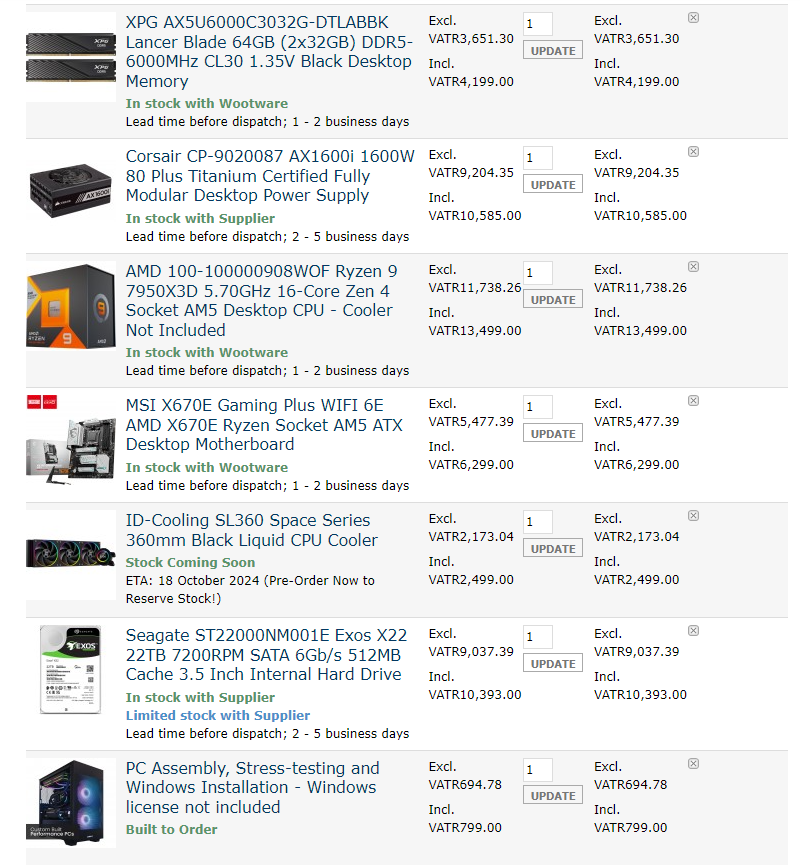 XPG AX5U6000C3032G-DTLABBK
Lancer Blade 64GB (2x32GB) DDR5-
6000MHz CL30 1.35V Black Desktop
Memory
In stock with Wootware
Lead time before dispatch; 1 - 2 business days
Excl.
VATR3,651.30
Incl.
VATR4,199.00
1
UPDATE
Excl.
VATR3,651.30
Incl.
VATR4,199.00
Corsair CP-9020087 AX1600i 1600W
80 Plus Titanium Certified Fully
Modular Desktop Power Supply
In stock with Supplier
Lead time before dispatch; 2 - 5 business days
Excl.
VATR9,204.35
Incl.
VATR10,585.00
1
UPDATE
Excl.
VATR9,204.35
Incl.
VATR10,585.00
AMD 100-100000908WOF Ryzen 9
7950X3D 5.70GHz 16-Core Zen 4
Socket AM5 Desktop CPU - Cooler
Not Included
In stock with Wootware
Lead time before dispatch; 1 - 2 business days
Excl.
VATR11,738.26
Incl.
VATR13,499.00
1
UPDATE
Excl.
VATR11,738.26
Incl.
VATR13,499.00
MSI X670E Gaming Plus WIFI 6E
AMD X670E Ryzen Socket AM5 ATX
Desktop Motherboard
In stock with Wootware
Lead time before dispatch; 1 - 2 business days
Excl.
VATR5,477.39
Incl.
VATR6,299.00
1
UPDATE
Excl.
VATR5,477.39
Incl.
VATR6,299.00
ID-Cooling SL360 Space Series
360mm Black Liquid CPU Cooler
Stock Coming Soon
ETA: 18 October 2024 (Pre-Order Now to
Reserve Stock!)
Excl.
VATR2,173.04
Incl.
VATR2,499.00
1
UPDATE
Excl.
VATR2,173.04
Incl.
VATR2,499.00
EXOS
Seagate ST22000NM001E Exos X22
22TB 7200RPM SATA 6Gb/s 512MB
Cache 3.5 Inch Internal Hard Drive
In stock with Supplier
Limited stock with Supplier
Lead time before dispatch; 2 - 5 business days
Excl.
VATR9,037.39
Incl.
VATR10,393.00
1
UPDATE
Excl.
VATR9,037.39
Incl.
VATR10,393.00
Custom Built
Performance PCs
PC Assembly, Stress-testing and
Windows Installation - Windows
license not included
Built to Order
Excl.
VATR694.78
Incl.
VATR799.00
1
UPDATE
Excl.
VATR694.78
Incl.
VATR799.00